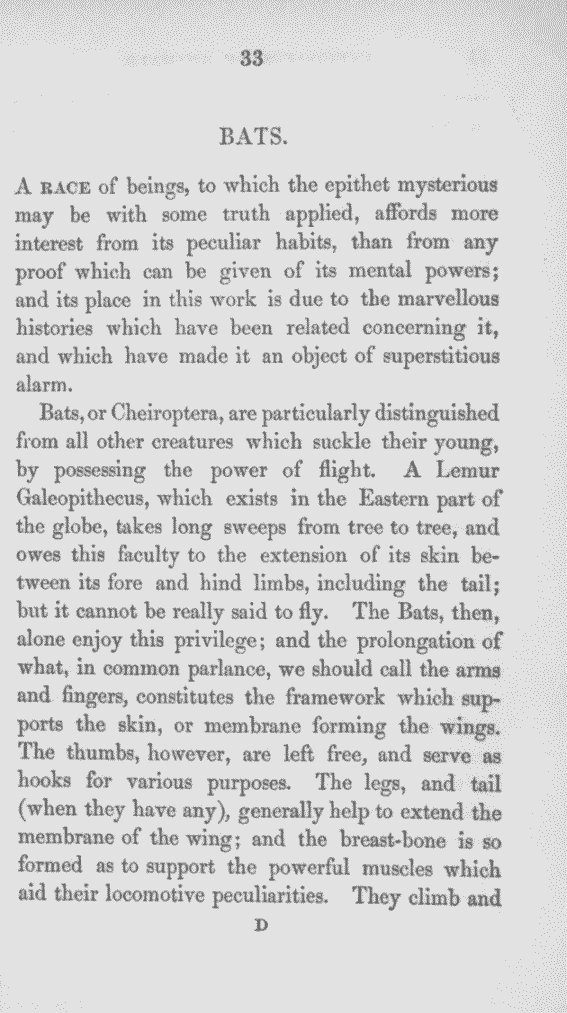 33
BATS.
A RACE of beings, to which the epithet mysterious
may be with some truth applied, affords more
interest from its peculiar habits, than from any
proof which can be given of its mental powers;
and its place in this work is due to the marvellous
histories which have been related concerning it,
and which have made it an object of superstitious
alarm.
Bats, or Cheiroptera, are particularly distinguished
from all other creatures which suckle their young,
by possessing the power of flight. A Lemur
Galeopithecus, which exists in the Eastern part of
the globe, takes long sweeps from tree to tree, and
owes this faculty to the extension of its skin be-
tween its fore and hind limbs, including the tail;
but it cannot be really said to fly. The Bats, then,
alone enjoy this privilege; and the prolongation of
what, in common parlance, we should call the arms
and fingers, constitutes the framework which sup-
ports the skin, or membrane forming the wings.
The thumbs, however, are left free, and serve as
hooks for various purposes. The legs, and tail
(when they have any), generally help to extend the
membrane of the wing; and the breast-bone is so
formed as to support the powerful muscles which
aid their locomotive peculiarities. They climb and
D